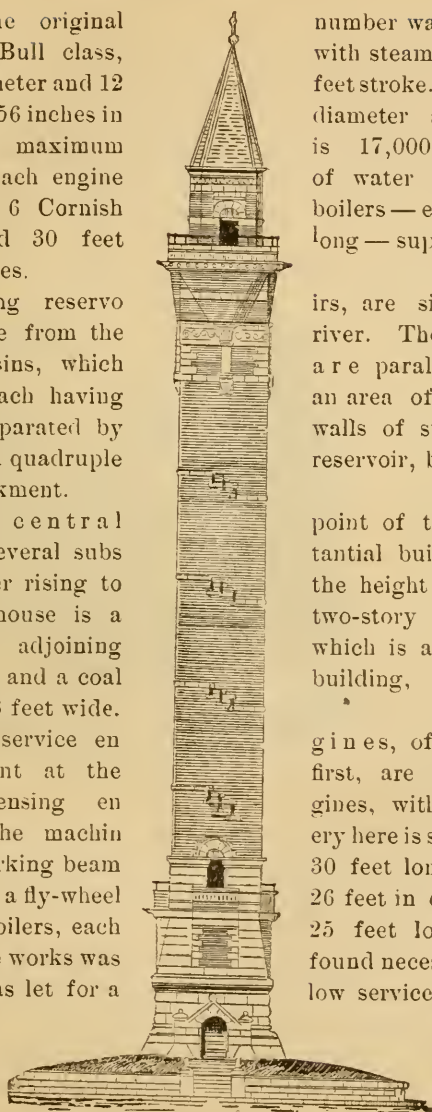 e original number wa
Bull class, with steam
eter and 12 feet stroke.
56 inches in diameter
maximum is 17,000
ach engine of water
6 Cornish boilers — e
d 30 feet long — sup
es.
ng reservo irs, are si
e from the river. The
sins, which are paral
ach having an area of
parated by walls of st
quadruple reservoir, b
kment.
central point of t
everal subs tantial bui
er rising to the height
house is a two-story
adjoining which is a
and a coal building,
feet wide.
service en gines, of
nt at the first, are
ensing en gines, with
he machin ery here is s
rking beam 30 feet lon
a fly-wheel 26 feet in
oilers, each 25 feet lo
e works was found neces
as let for a low service